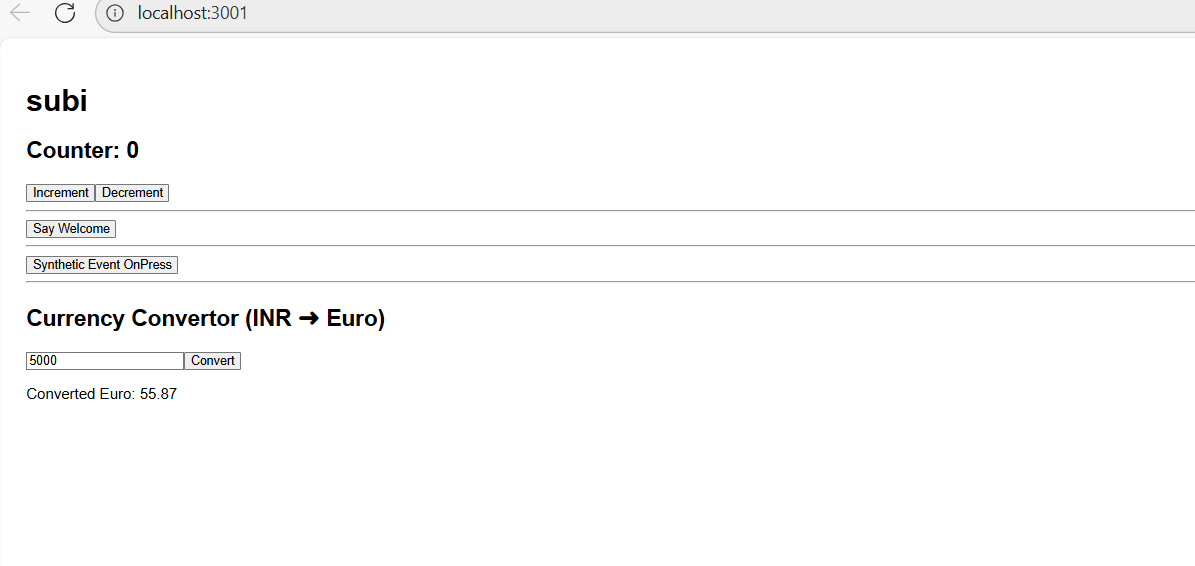 localhost:3001
subi
Counter: 0
Increment Decrement
Say Welcome
Synthetic Event OnPress
Currency Convertor (INR ➜ Euro)
5000 Convert
Converted Euro: 55.87